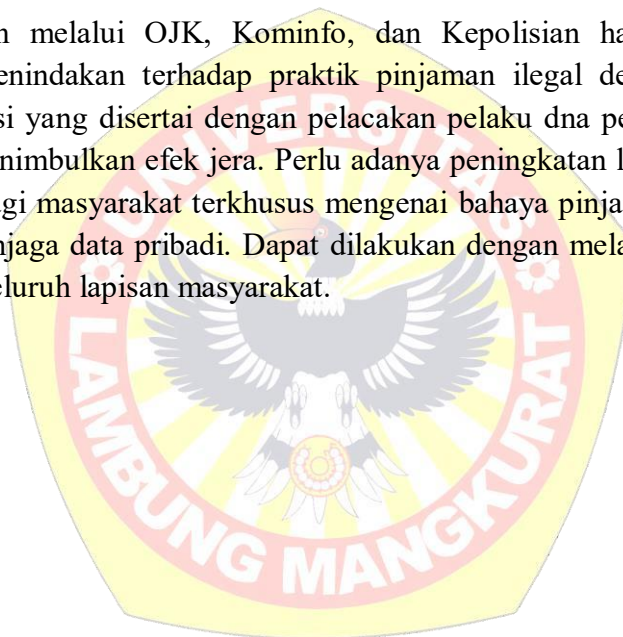 n melalui OJK, Kominfo, dan Kepolisian ha
enindakan terhadap praktik pinjaman ilegal de
si yang disertai dengan pelacakan pelaku dna pe
nimbulkan efek jera. Perlu adanya peningkatan l
gi masyarakat terkhusus mengenai bahaya pinja
njaga data pribadi. Dapat dilakukan dengan mela
eluruh lapisan masyarakat.
UNIVERSITAS
LAMBUNG MANGKURAT